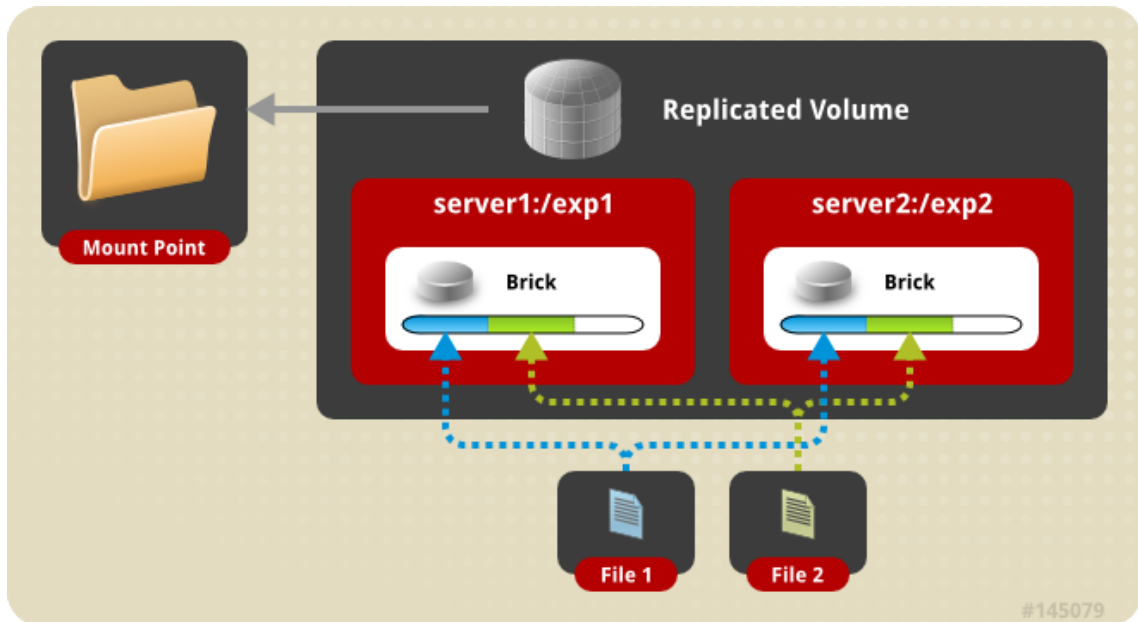 Replicated Volume
Mount Point
server1:/exp1
server2:/exp2
Brick
Brick
File 1
File 2
#145079